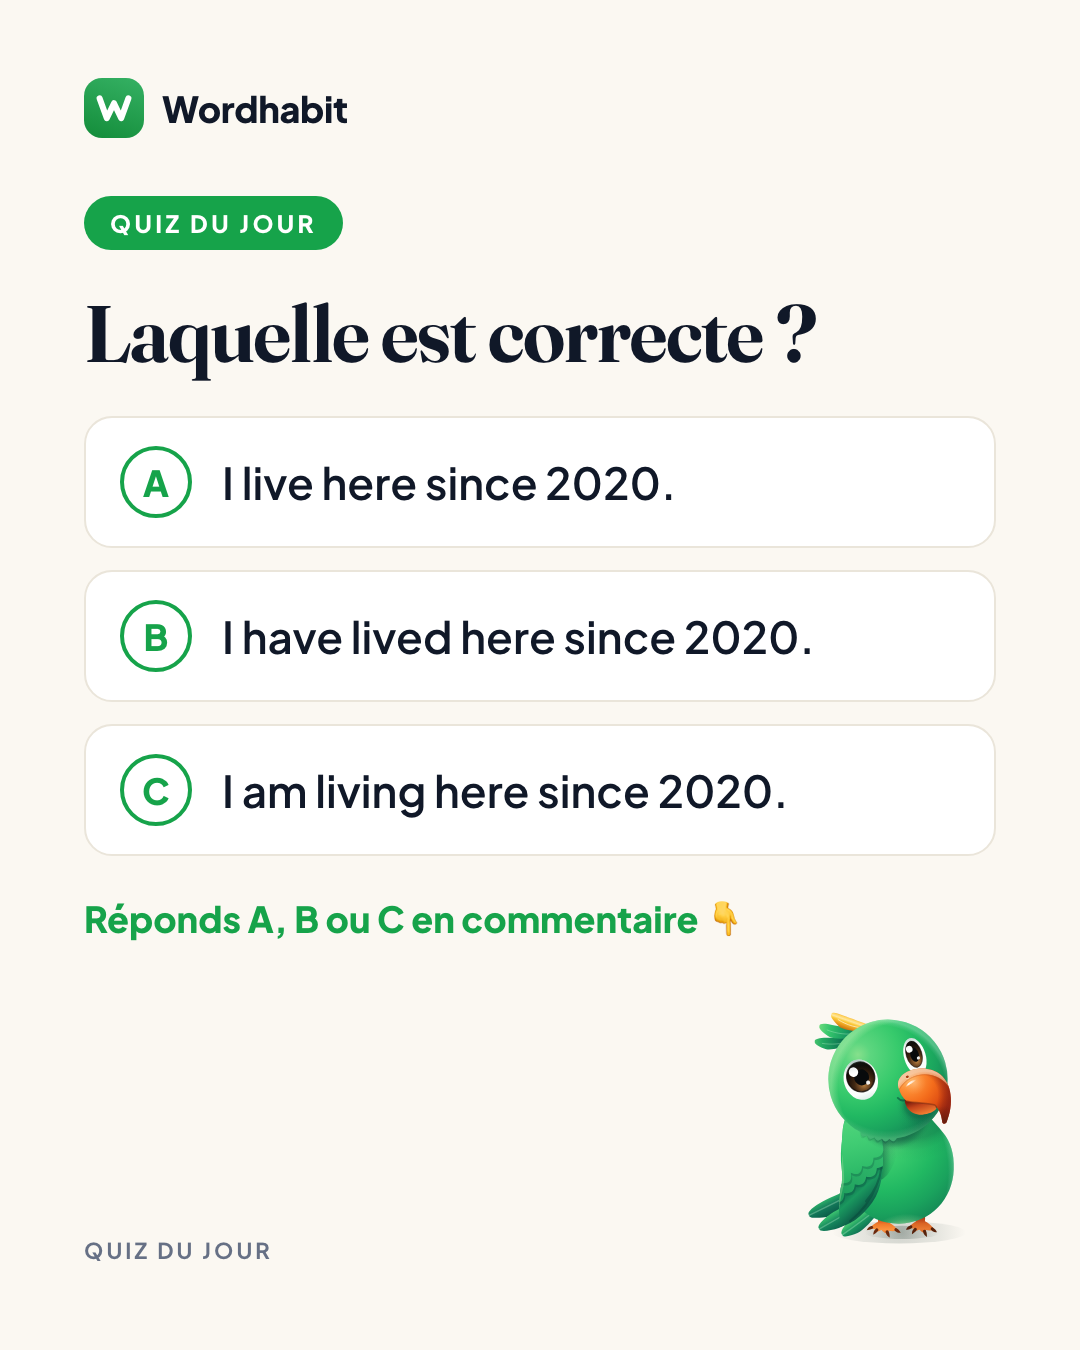 Wordhabit
QUIZ DU JOUR
Laquelle est correcte ?
A I live here since 2020.
B I have lived here since 2020.
C I am living here since 2020.
Réponds A, B ou C en commentaire 👇
QUIZ DU JOUR